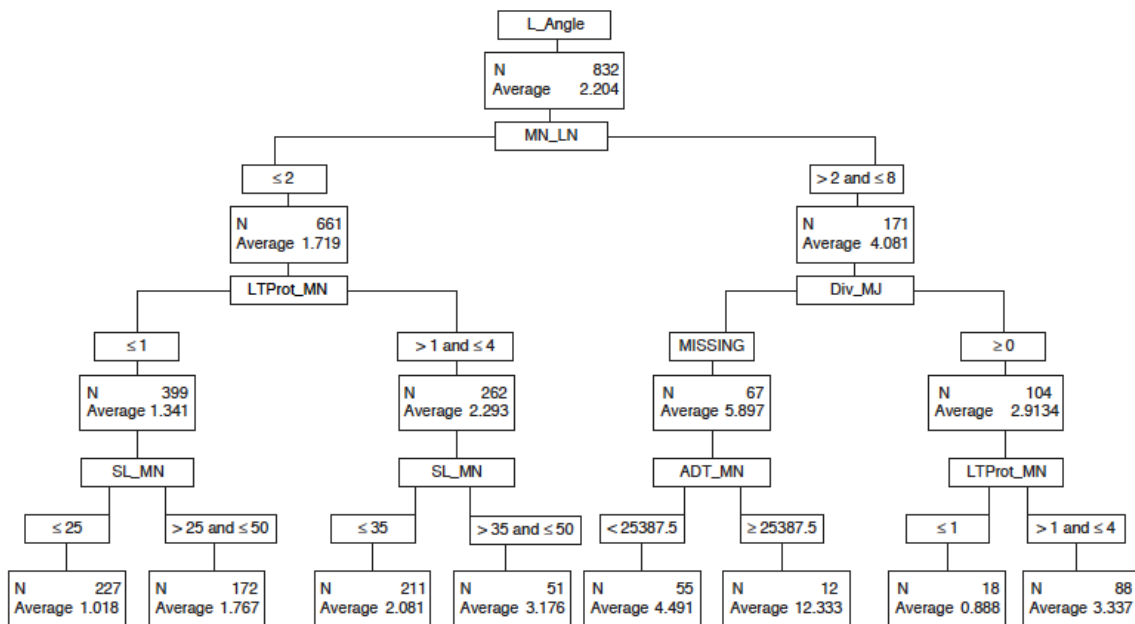 L_Angle
N 832
Average 2.204
MN_LN
≤ 2
> 2 and ≤ 8
N 661
Average 1.719
N 171
Average 4.081
LTProt_MN
Div_MJ
≤ 1
> 1 and ≤ 4
MISSING
≥ 0
N 399
Average 1.341
N 262
Average 2.293
N 67
Average 5.897
N 104
Average 2.9134
SL_MN
SL_MN
ADT_MN
LTProt_MN
≤ 25
> 25 and ≤ 50
≤ 35
> 35 and ≤ 50
< 25387.5
≥ 25387.5
≤ 1
> 1 and ≤ 4
N 227
Average 1.018
N 172
Average 1.767
N 211
Average 2.081
N 51
Average 3.176
N 55
Average 4.491
N 12
Average 12.333
N 18
Average 0.888
N 88
Average 3.337